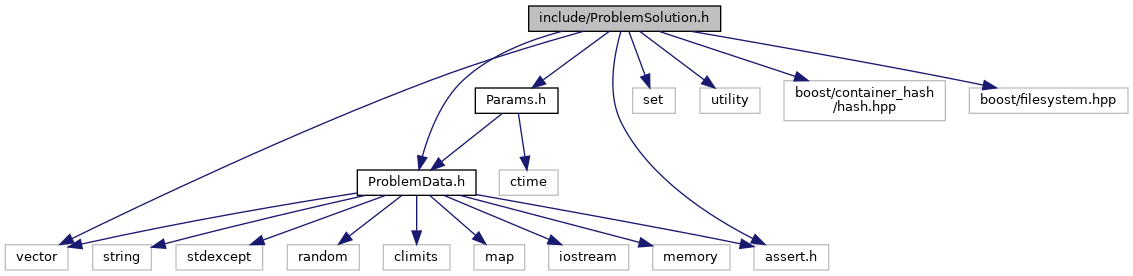 include/ProblemSolution.h
Params.h
set
utility
boost/container_hash
/hash.hpp
boost/filesystem.hpp
ProblemData.h
ctime
vector
string
stdexcept
random
climits
map
iostream
memory
assert.h